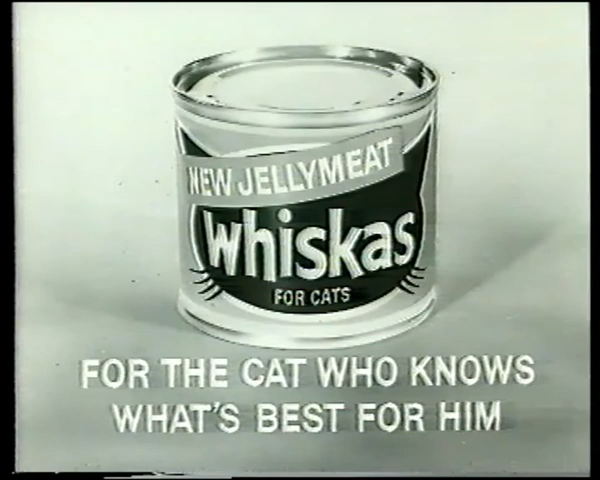 NEW JELLYMEAT
Whiskas
FOR CATS
FOR THE CAT WHO KNOWS
WHAT'S BEST FOR HIM